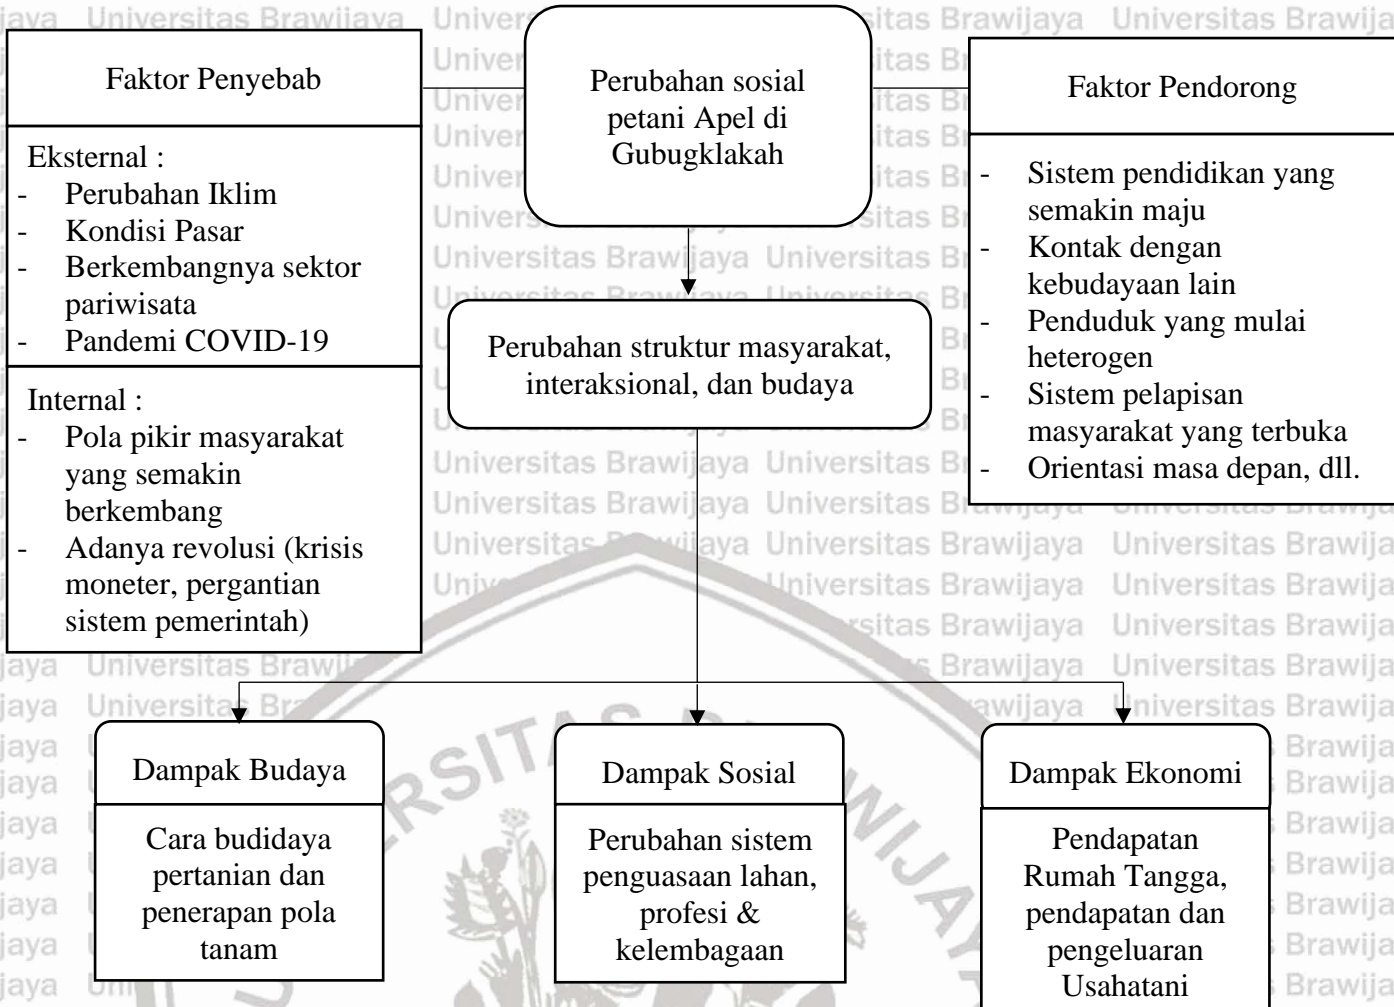 Perubahan sosial
petani Apel di
Gubugklakah
Faktor Penyebab
Eksternal :
- Perubahan Iklim
- Kondisi Pasar
- Berkembangnya sektor
pariwisata
- Pandemi COVID-19
Internal :
- Pola pikir masyarakat
yang semakin
berkembang
- Adanya revolusi (krisis
moneter, pergantian
sistem pemerintah)
Faktor Pendorong
- Sistem pendidikan yang
semakin maju
- Kontak dengan
kebudayaan lain
- Penduduk yang mulai
heterogen
- Sistem pelapisan
masyarakat yang terbuka
- Orientasi masa depan, dll.
Perubahan struktur masyarakat,
interaksional, dan budaya
Dampak Budaya
Cara budidaya
pertanian dan
penerapan pola
tanam
Dampak Sosial
Perubahan sistem
penguasaan lahan,
profesi &
kelembagaan
Dampak Ekonomi
Pendapatan
Rumah Tangga,
pendapatan dan
pengeluaran
Usahatani